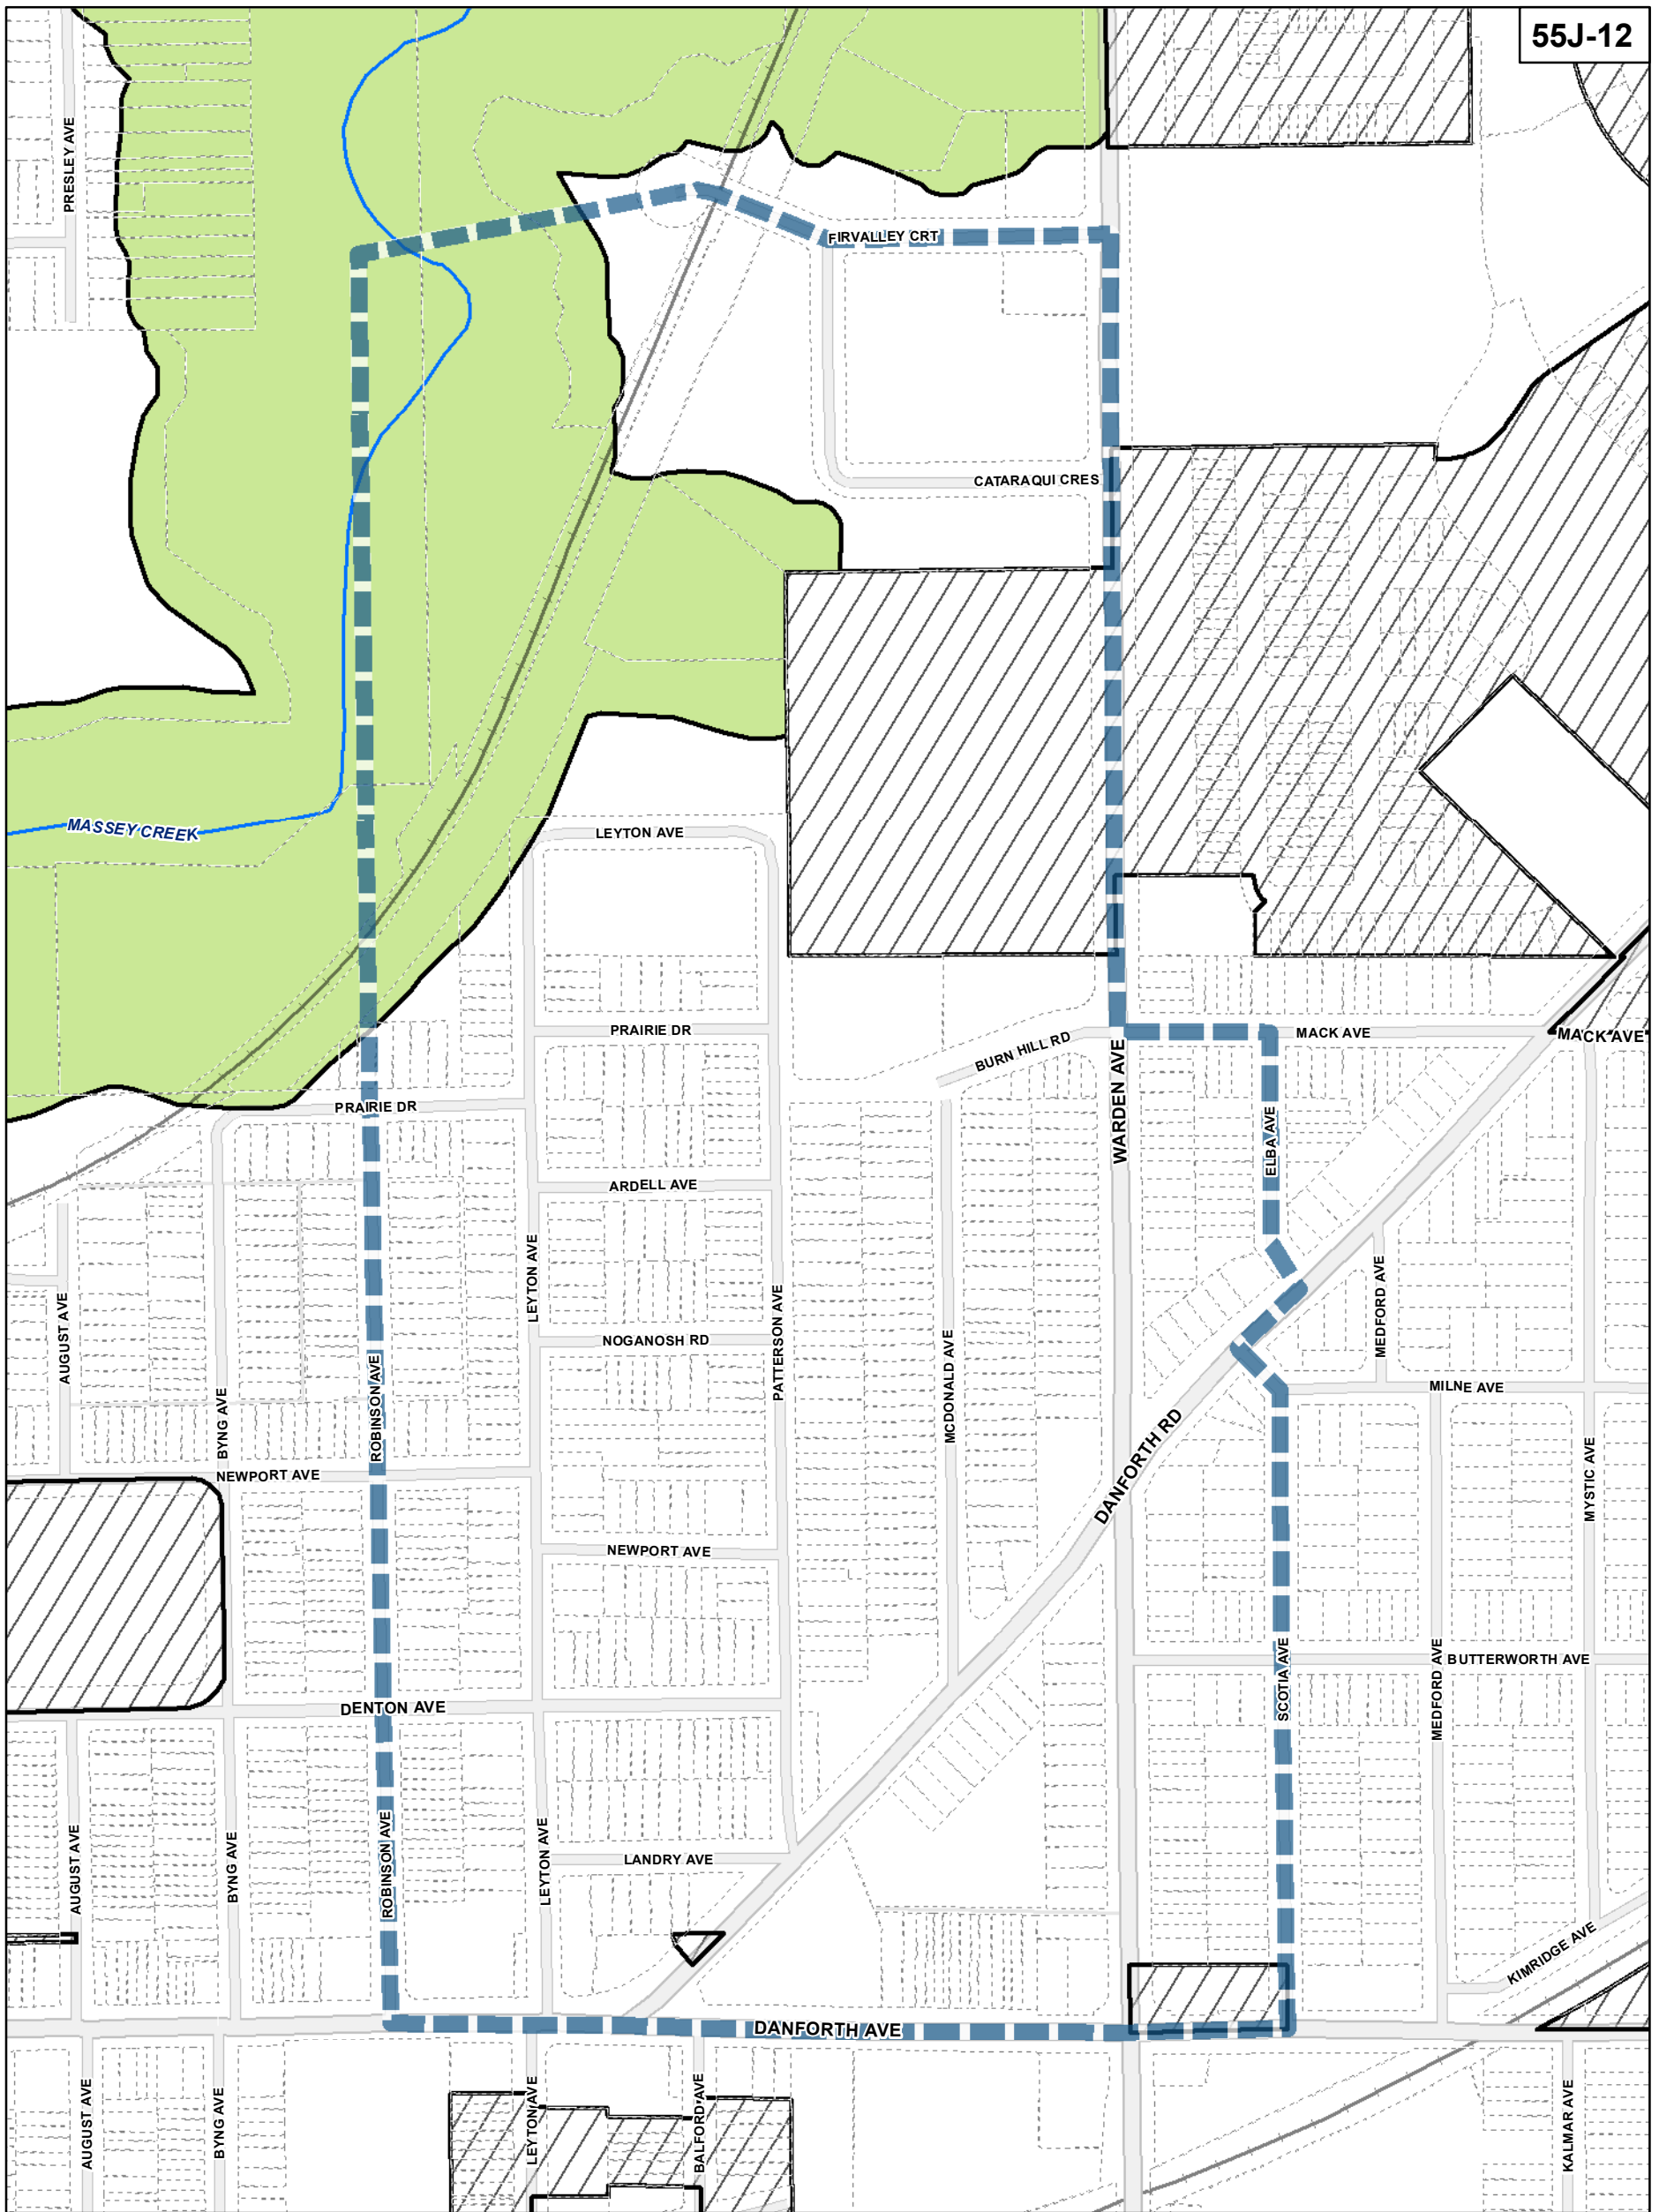 55J-12
PRESLEY AVE
FIRVALLEY CRT
CATARAQUI CRES
MASSEY CREEK
LEYTON AVE
PRAIRIE DR
MACK AVE
MACK AVE
BURN HILL RD
WARDEN AVE
PRAIRIE DR
ELBA AVE
ARDELL AVE
LEYTON AVE
MEDFORD AVE
AUGUST AVE
PATTERSON AVE
NOGANOSH RD
MCDONALD AVE
ROBINSON AVE
MILNE AVE
BYNG AVE
DANFORTH RD
MYSTIC AVE
NEWPORT AVE
NEWPORT AVE
SCOTIA AVE
MEDFORD AVE
BUTTERWORTH AVE
DENTON AVE
AUGUST AVE
BYNG AVE
ROBINSON AVE
LEYTON AVE
LANDRY AVE
KIMRIDGE AVE
DANFORTH AVE
AUGUST AVE
BYNG AVE
LEYTON AVE
BALFORD AVE
KALMAR AVE